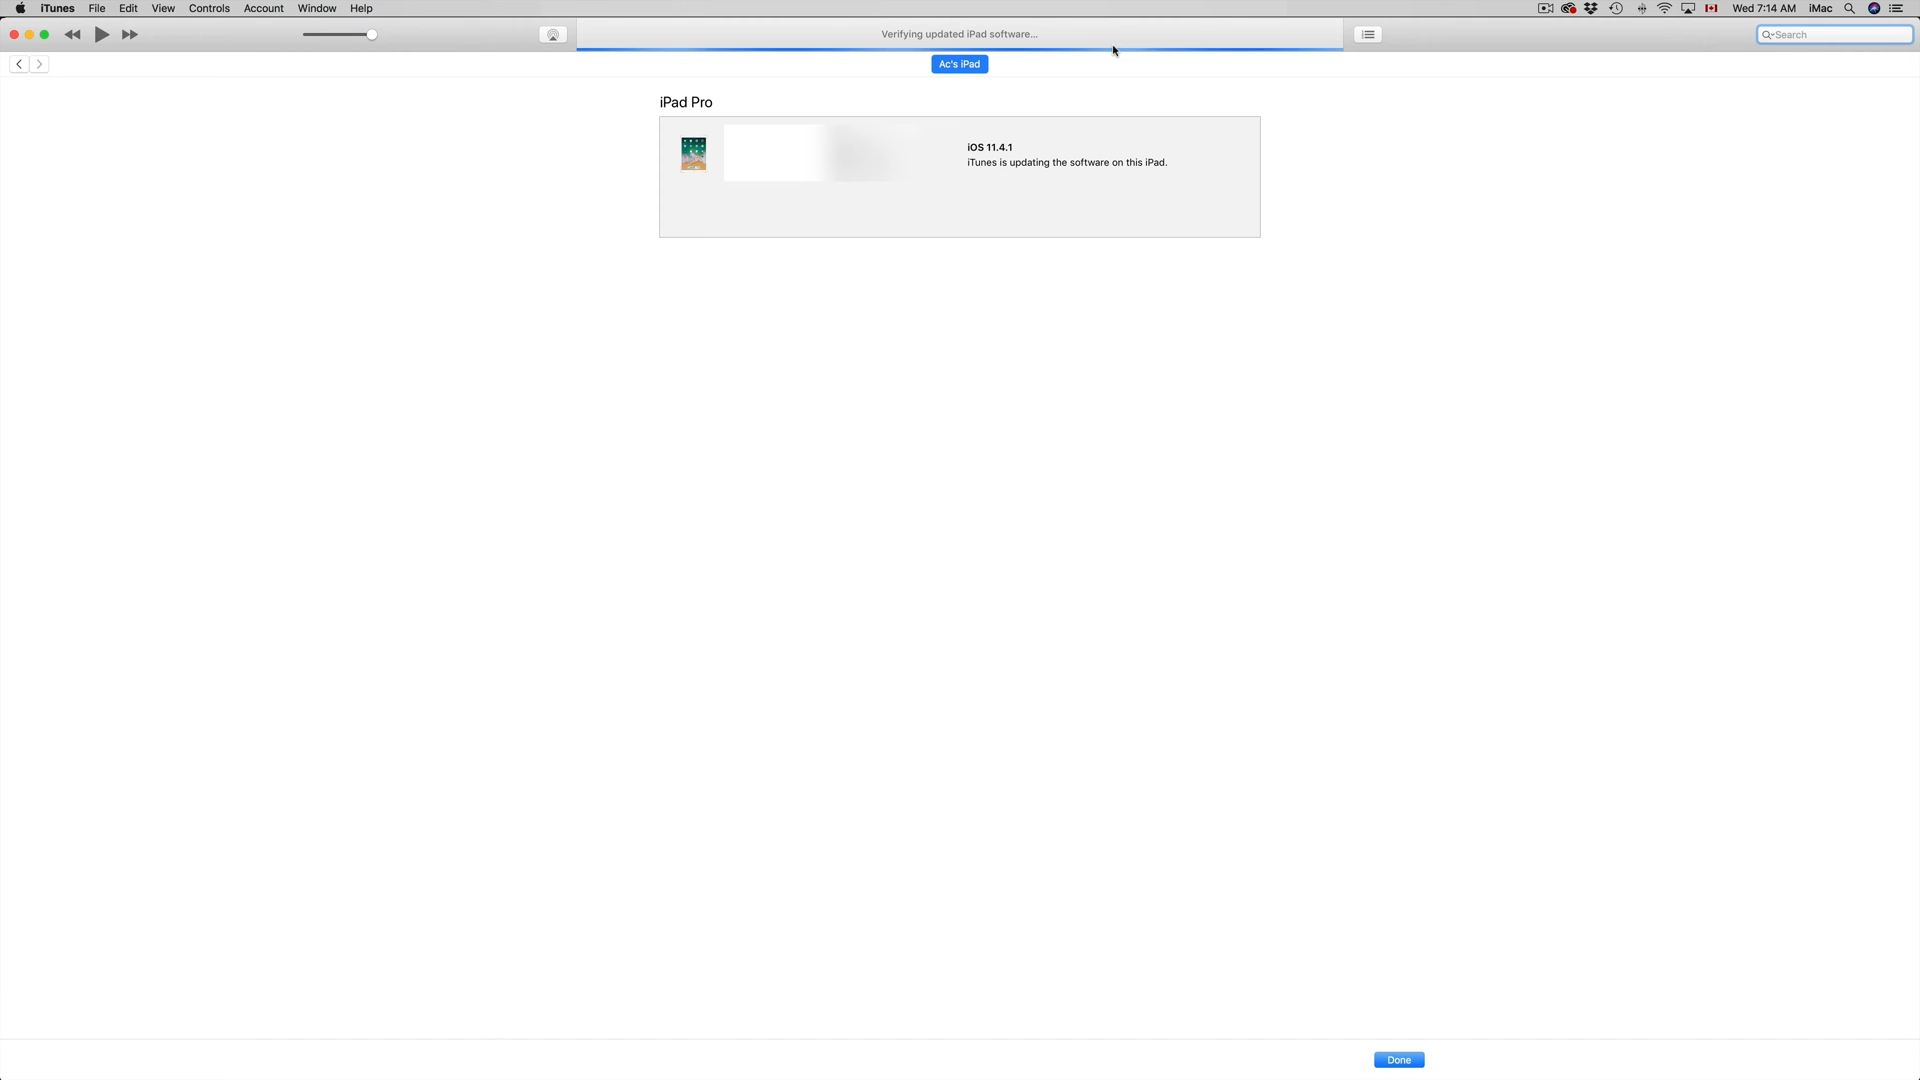 iTunes File Edit View Controls Account Window Help Wed 7:14 AM iMac
Verifying updated iPad software...
Search
Ac's iPad
iPad Pro
iOS 11.4.1
iTunes is updating the software on this iPad.
Done